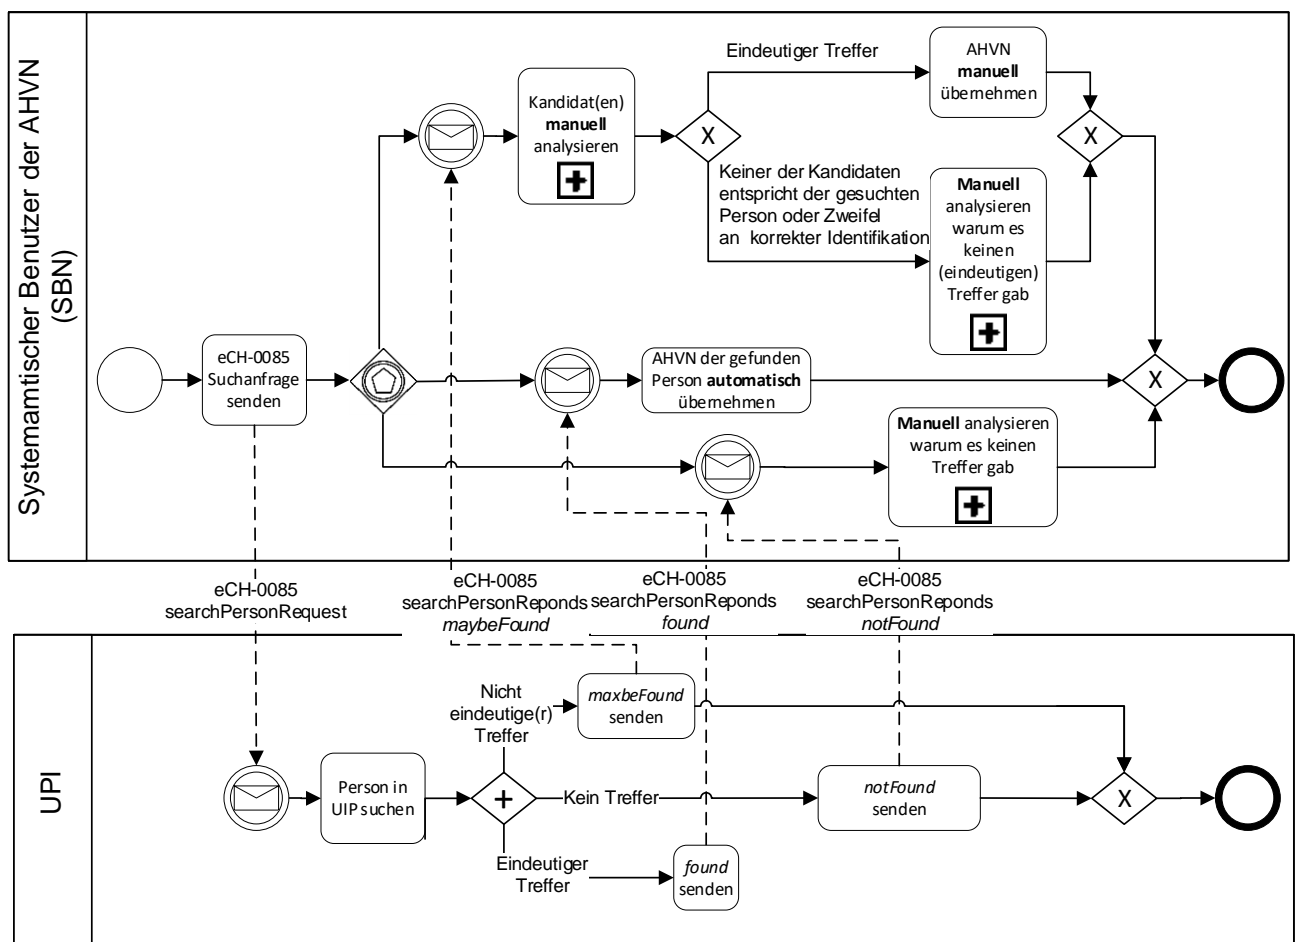 Systemamtischer Benutzer der AHVN
(SBN)
eCH-0085
Suchanfrage
senden
Kandidat(en)
manuell
analysieren
X
Eindeutiger Treffer
AHVN
manuell
übernehmen
X
Keiner der Kandidaten
entspricht der gesuchten
Person oder Zweifel
an korrekter Identifikation
Manuell
analysieren
warum es
keinen
(eindeutigen)
Treffer gab
AHVN der gefunden
Person automatisch
übernehmen
X
Manuell analysieren
warum es keinen
Treffer gab
eCH-0085
searchPersonRequest
eCH-0085
searchPersonReponds
maybeFound
eCH-0085
searchPersonReponds
found
eCH-0085
searchPersonReponds
notFound
UPI
Person in
UIP suchen
Nicht
eindeutige(r)
Treffer
maxbeFound
senden
Kein Treffer
notFound
senden
X
Eindeutiger
Treffer
found
senden